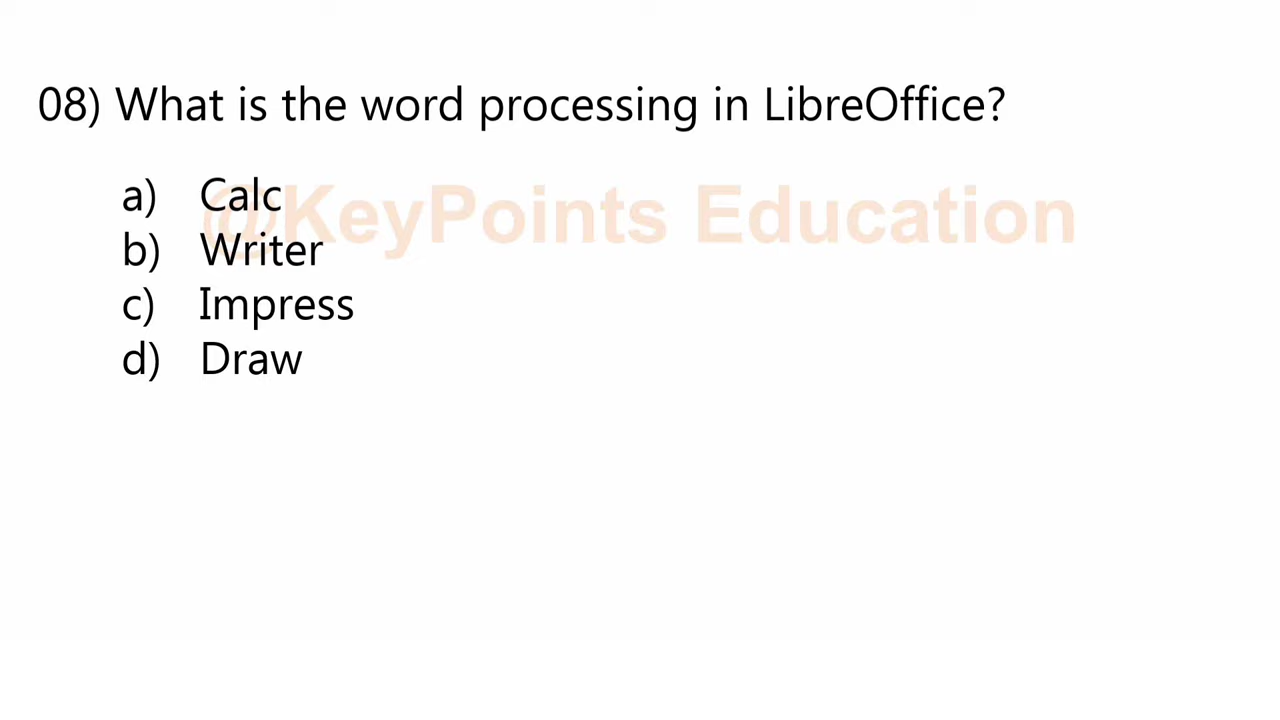 08) What is the word processing in LibreOffice?
@KeyPoints Education
a) Calc
b) Writer
c) Impress
d) Draw